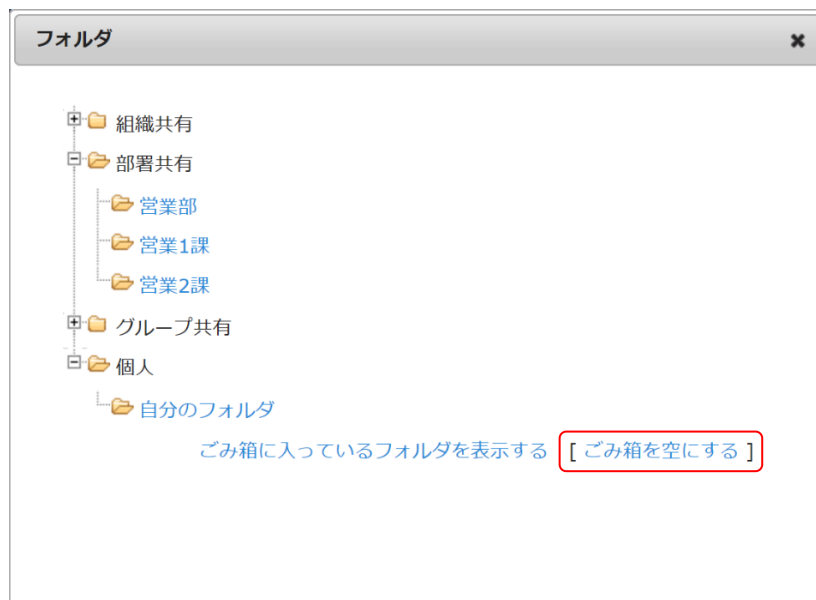 フォルダ
組織共有
部署共有
営業部
営業1課
営業2課
グループ共有
個人
自分のフォルダ
ごみ箱に入っているフォルダを表示する [ ごみ箱を空にする ]